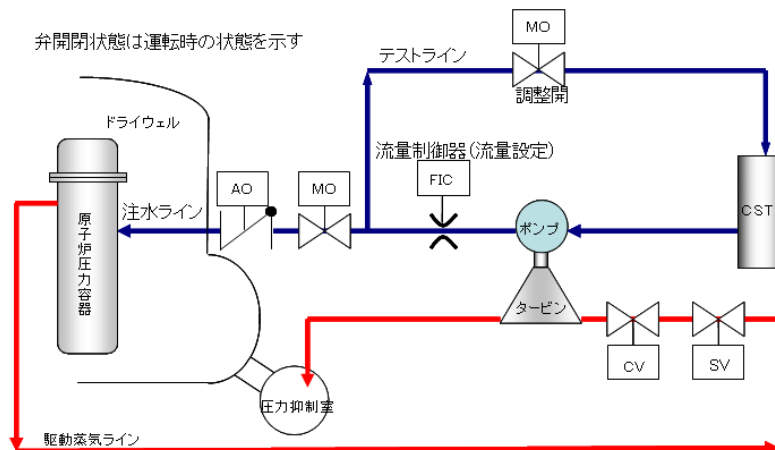 弁開閉状態は運転時の状態を示す
MO
テストライン
調整開
ドライウェル
流量制御器(流量設定)
AO
MO
FIC
注水ライン
ポンプ
CST
原子炉圧力容器
タービン
CV
SV
圧力抑制室
駆動蒸気ライン